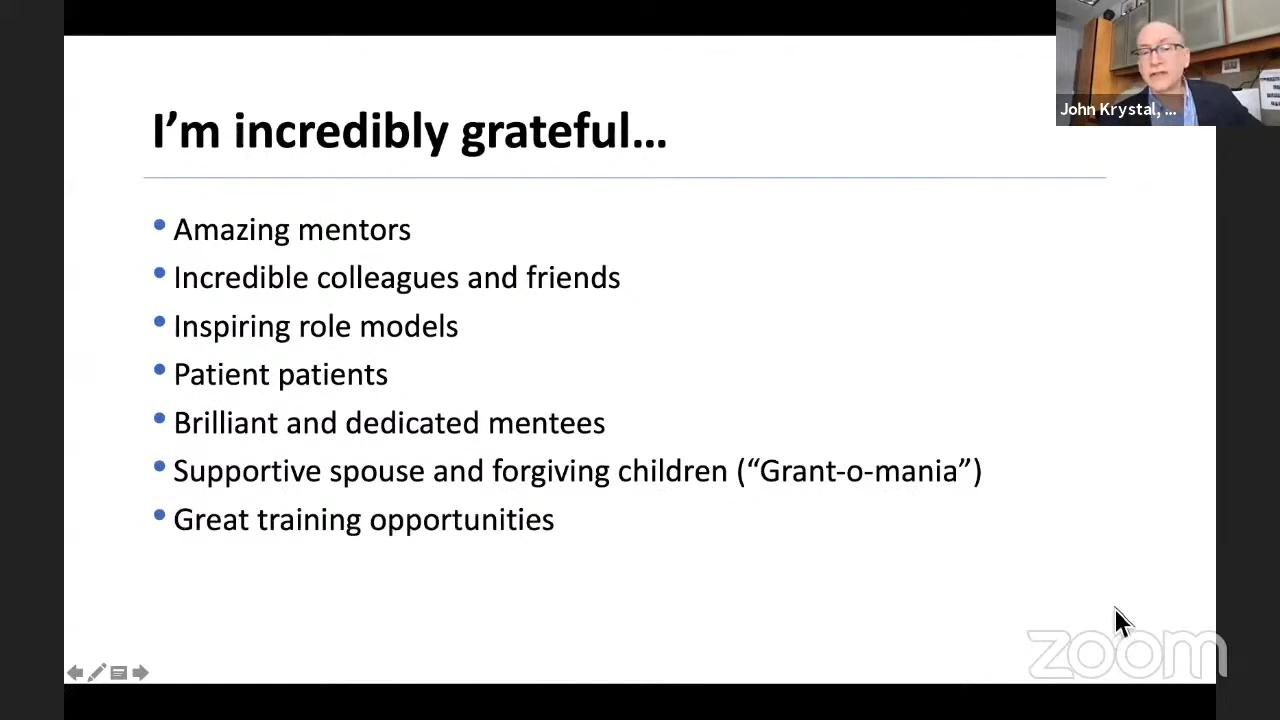 John Krystal, ...
I’m incredibly grateful...
• Amazing mentors
• Incredible colleagues and friends
• Inspiring role models
• Patient patients
• Brilliant and dedicated mentees
• Supportive spouse and forgiving children (“Grant-o-mania”)
• Great training opportunities
zoom